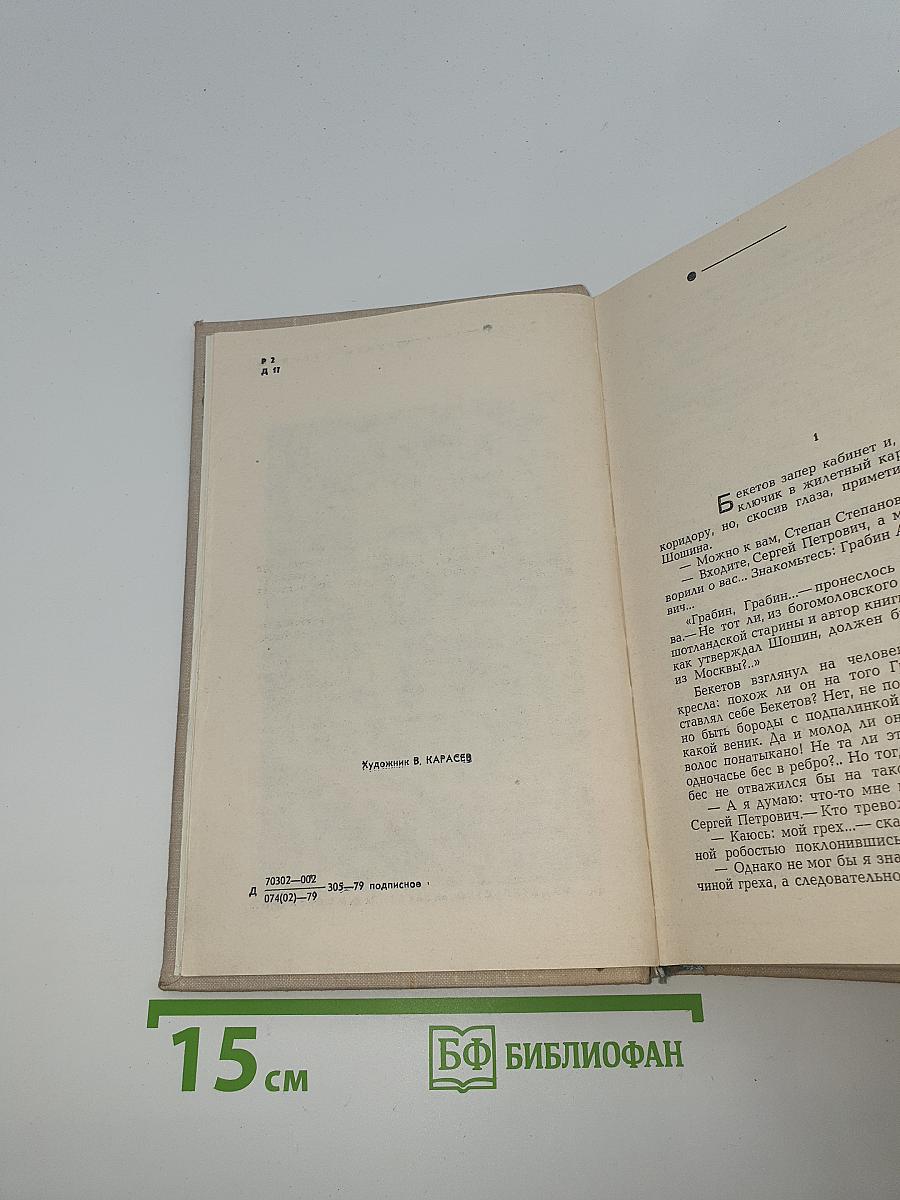 Р 2
Д 17
Художник В. КАРАСЕВ
Д 70302—002 305—79 подписное
074(02)—79
1
Бекетов запер кабинет и,
ключик в жилетный кар
коридору, но, скосив глаза, примети
Шошина.
— Можно к вам, Степан Степанов
— Входите, Сергей Петрович, а м
ворили о вас... Знакомьтесь: Грабин А
вич...
«Грабин, Грабин...— пронеслось
ва.— Не тот ли, из богомоловского
шотландской старины и автор книг
как утверждал Шошин, должен б
из Москвы?..»
Бекетов взглянул на человек
кресла: похож ли он на того Г
ставлял себе Бекетов? Нет, не по
но быть бороды с подпалинкой
какой веник. Да и молод ли он
волос понатыкано! Не та ли эт
одночасье бес в ребро?.. Но тог
бес не отважился бы на тако
— А я думаю: что-то мне
Сергей Петрович.— Кто тревож
— Каюсь: мой грех...— ска
ной робостью поклонившись
— Однако не мог бы я зна
чиной греха, а следовательно
15 см
БФ БИБЛИОФАН